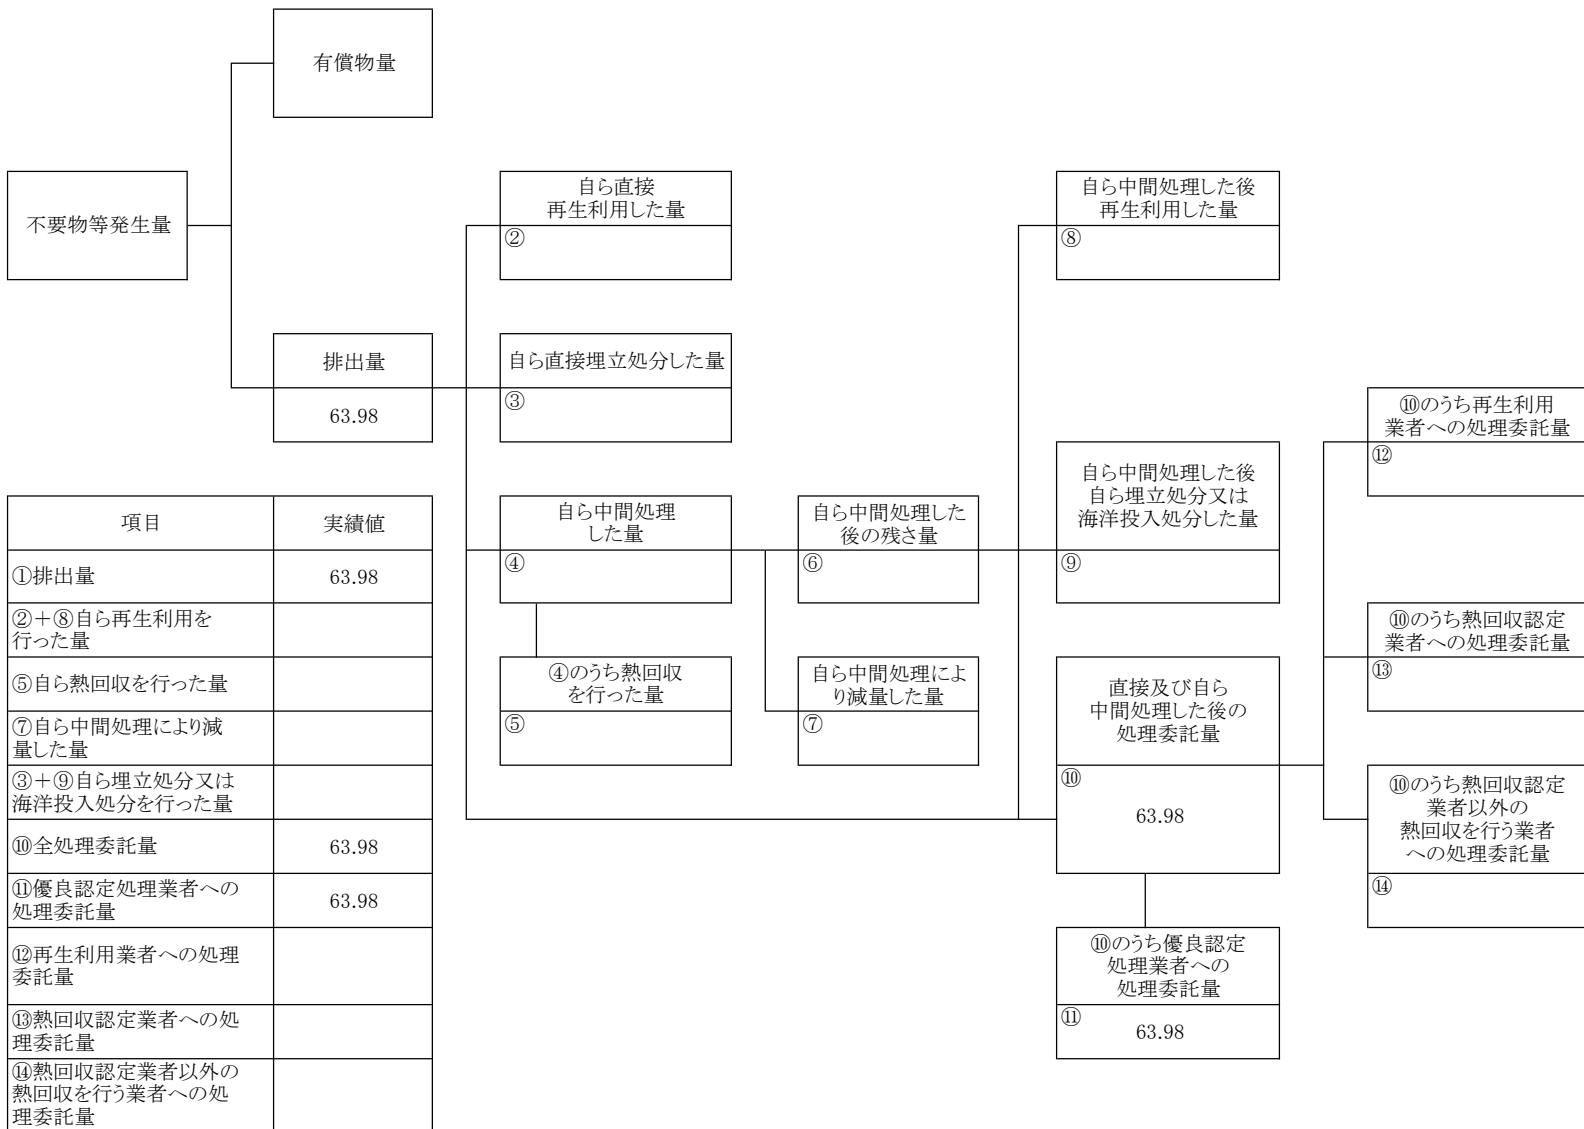 有償物量
不要物等発生量
排出量
63.98
自ら直接
再生利用した量
②
自ら直接埋立処分した量
③
自ら中間処理
した量
④
④のうち熱回収
を行った量
⑤
自ら中間処理した
後の残さ量
⑥
自ら中間処理によ
り減量した量
⑦
自ら中間処理した後
再生利用した量
⑧
自ら中間処理した後
自ら埋立処分又は
海洋投入処分した量
⑨
直接及び自ら
中間処理した後の
処理委託量
⑩
63.98
⑩のうち優良認定
処理業者への
処理委託量
⑪
63.98
⑩のうち再生利用
業者への処理委託量
⑫
⑩のうち熱回収認定
業者への処理委託量
⑬
⑩のうち熱回収認定
業者以外の
熱回収を行う業者
への処理委託量
⑭
項目 実績値
①排出量 63.98
②＋⑧自ら再生利用を
行った量
⑤自ら熱回収を行った量
⑦自ら中間処理により減
量した量
③＋⑨自ら埋立処分又は
海洋投入処分を行った量
⑩全処理委託量 63.98
⑪優良認定処理業者への
処理委託量 63.98
⑫再生利用業者への処理
委託量
⑬熱回収認定業者への処
理委託量
⑭熱回収認定業者以外の
熱回収を行う業者への処
理委託量